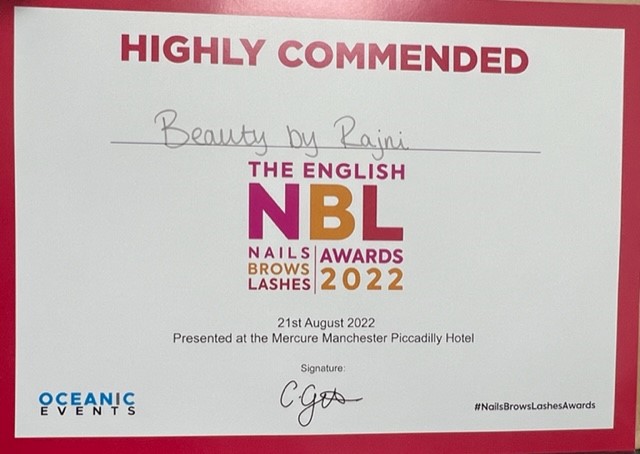 HIGHLY COMMENDED
Beauty by Rajni
THE ENGLISH
NBL
NAILS
BROWS
LASHES
AWARDS
2022
21st August 2022
Presented at the Mercure Manchester Piccadilly Hotel
Signature:
OCEANIC
EVENTS
#NailsBrowsLashesAwards